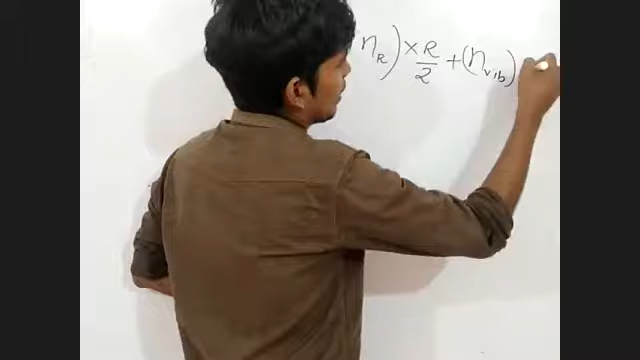 n_R) × R/2 + (n_vib)